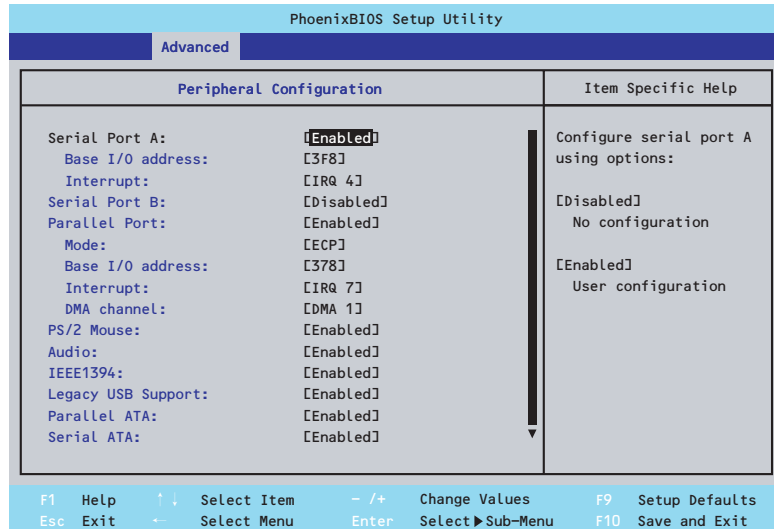 PhoenixBIOS Setup Utility
Advanced
Peripheral Configuration
Item Specific Help
Serial Port A: [Enabled]
Base I/O address: [3F8]
Interrupt: [IRQ 4]
Serial Port B: [Disabled]
Parallel Port: [Enabled]
Mode: [ECP]
Base I/O address: [378]
Interrupt: [IRQ 7]
DMA channel: [DMA 1]
PS/2 Mouse: [Enabled]
Audio: [Enabled]
IEEE1394: [Enabled]
Legacy USB Support: [Enabled]
Parallel ATA: [Enabled]
Serial ATA: [Enabled]
Configure serial port A
using options:
[Disabled]
No configuration
[Enabled]
User configuration
F1 Help ↑↓ Select Item - /+ Change Values F9 Setup Defaults
Esc Exit ← Select Menu Enter Select▶Sub-Menu F10 Save and Exit